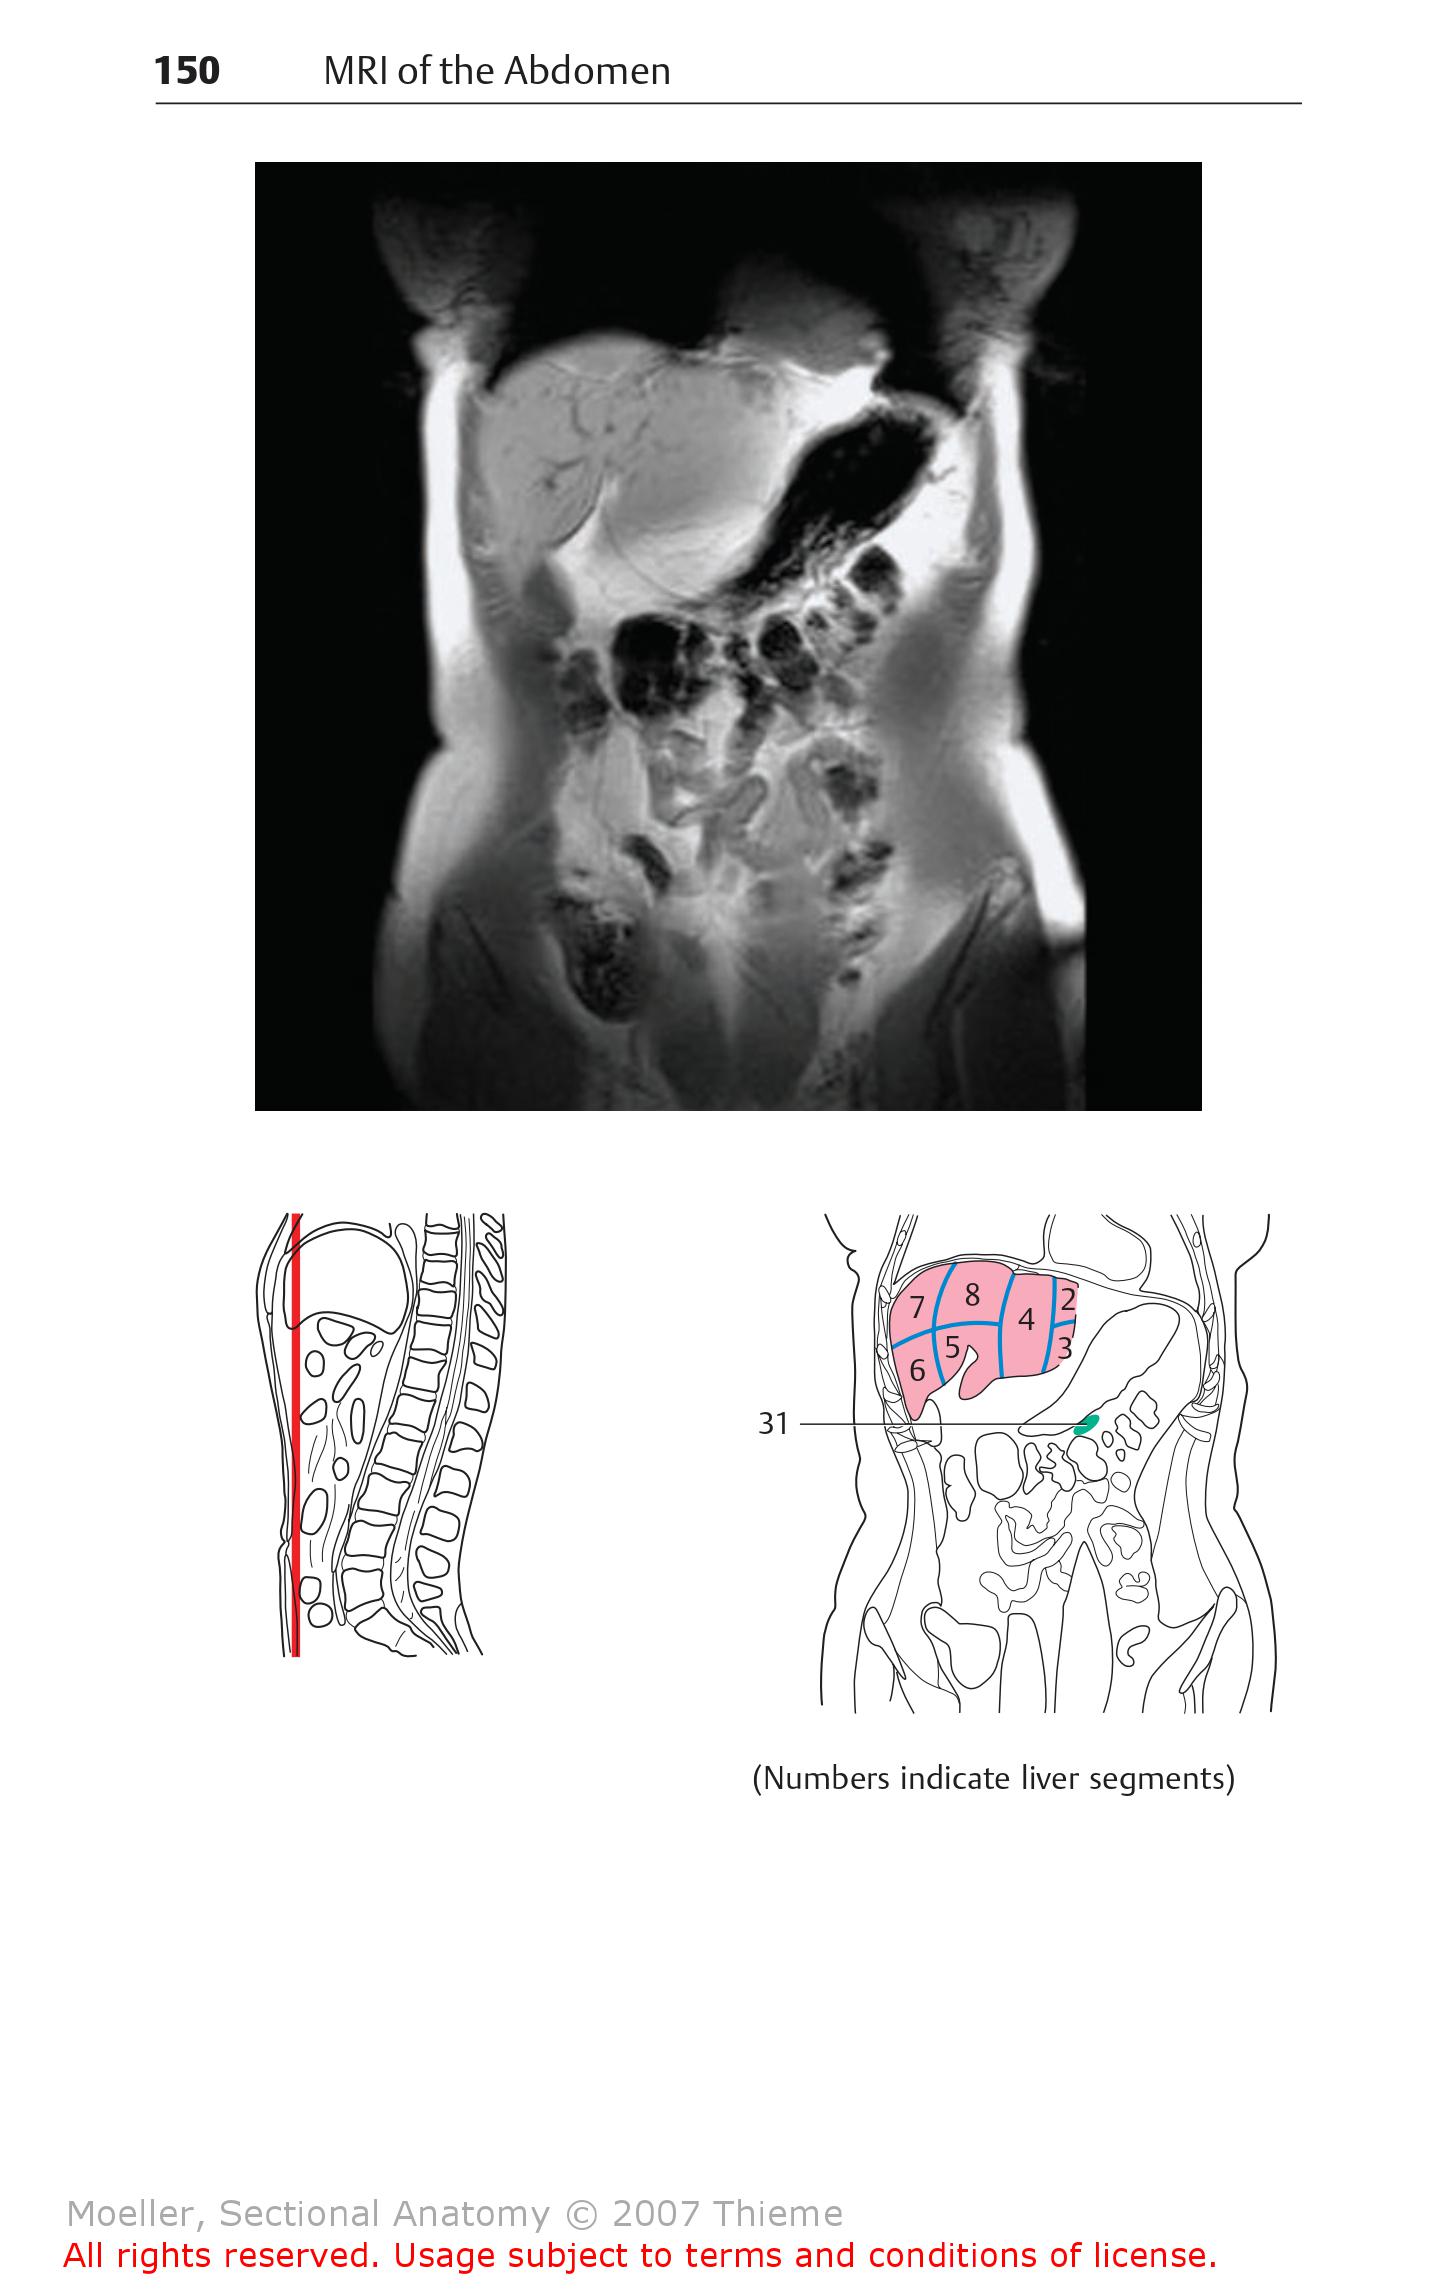 150 MRI of the Abdomen
7 8 4 2
5 3
6
31
(Numbers indicate liver segments)
Moeller, Sectional Anatomy © 2007 Thieme
All rights reserved. Usage subject to terms and conditions of license.